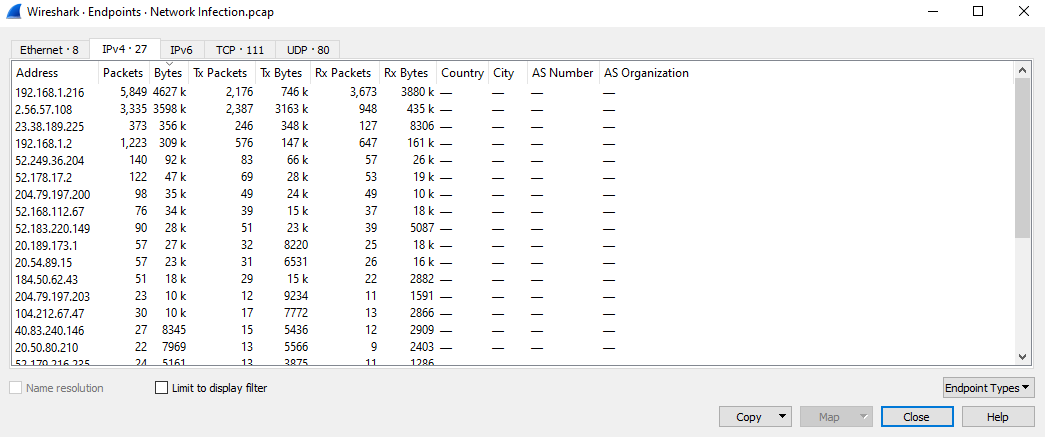 Wireshark · Endpoints · Network Infection.pcap
Ethernet · 8 IPv4 · 27 IPv6 TCP · 111 UDP · 80
Address Packets Bytes Tx Packets Tx Bytes Rx Packets Rx Bytes Country City AS Number AS Organization
192.168.1.216 5,849 4627 k 2,176 746 k 3,673 3880 k — — — —
2.56.57.108 3,335 3598 k 2,387 3163 k 948 435 k — — — —
23.38.189.225 373 356 k 246 348 k 127 8306 — — — —
192.168.1.2 1,223 309 k 576 147 k 647 161 k — — — —
52.249.36.204 140 92 k 83 66 k 57 26 k — — — —
52.178.17.2 122 47 k 69 28 k 53 19 k — — — —
204.79.197.200 98 35 k 49 24 k 49 10 k — — — —
52.168.112.67 76 34 k 39 15 k 37 18 k — — — —
52.183.220.149 90 28 k 51 23 k 39 5087 — — — —
20.189.173.1 57 27 k 32 8220 25 18 k — — — —
20.54.89.15 57 23 k 31 6531 26 16 k — — — —
184.50.62.43 51 18 k 29 15 k 22 2882 — — — —
204.79.197.203 23 10 k 12 9234 11 1591 — — — —
104.212.67.47 30 10 k 17 7772 13 2866 — — — —
40.83.240.146 27 8345 15 5436 12 2909 — — — —
20.50.80.210 22 7969 13 5566 9 2403 — — — —
52.179.216.235 24 5161 13 3875 11 1286 — — — —
Name resolution Limit to display filter Endpoint Types
Copy Map Close Help